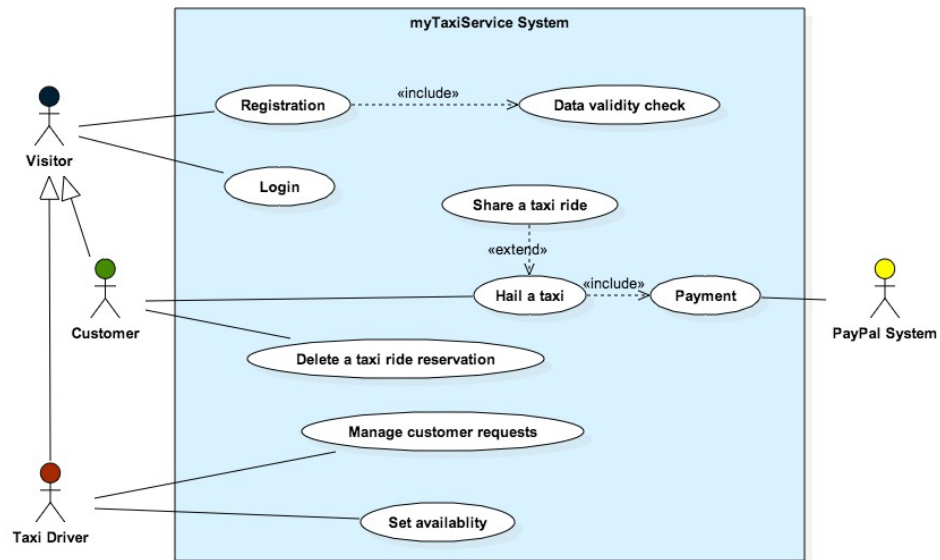 myTaxiService System
Registration
«include»
Data validity check
Visitor
Login
Share a taxi ride
«extend»
Hail a taxi
«include»
Payment
Customer
PayPal System
Delete a taxi ride reservation
Manage customer requests
Set availablity
Taxi Driver